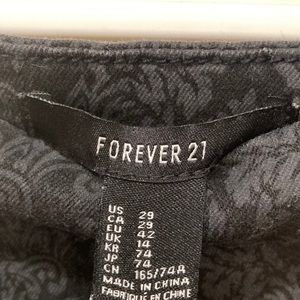 FOREVER 21
US 29
CA 29
EU 42
UK 14
KR 74
JP 74
CN 165/74A
MADE IN CHINA
FABRIQUÉ EN CHINE